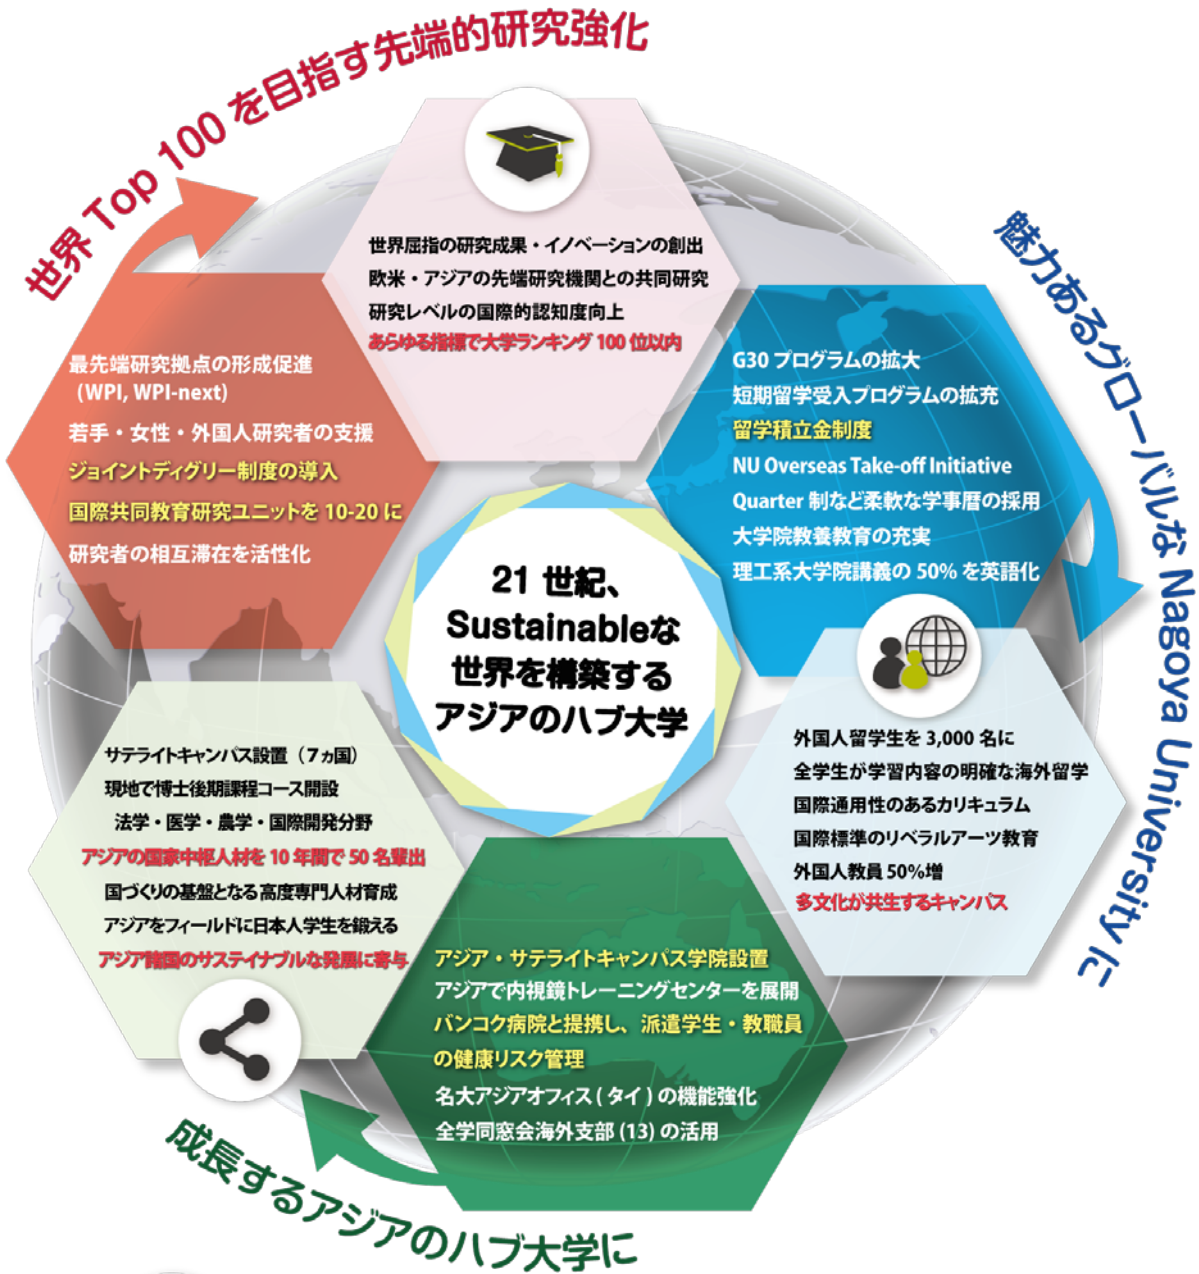 世界 Top 100 を目指す先端的研究強化
世界屈指の研究成果・イノベーションの創出
欧米・アジアの先端研究機関との共同研究
研究レベルの国際的認知度向上
あらゆる指標で大学ランキング 100 位以内
最先端研究拠点の形成促進
(WPI, WPI-next)
若手・女性・外国人研究者の支援
ジョイントディグリー制度の導入
国際共同教育研究ユニットを 10-20 に
研究者の相互滞在を活性化
魅力あるグローバルな Nagoya University に
G30 プログラムの拡大
短期留学受入プログラムの拡充
留学積立金制度
NU Overseas Take-off Initiative
Quarter 制など柔軟な学事暦の採用
大学院教養教育の充実
理工系大学院講義の 50% を英語化
21 世紀、
Sustainableな
世界を構築する
アジアのハブ大学
外国人留学生を 3,000 名に
全学生が学習内容の明確な海外留学
国際通用性のあるカリキュラム
国際標準のリベラルアーツ教育
外国人教員 50%増
多文化が共生するキャンパス
サテライトキャンパス設置（7ヵ国）
現地で博士後期課程コース開設
法学・医学・農学・国際開発分野
アジアの国家中枢人材を 10 年間で 50 名輩出
国づくりの基盤となる高度専門人材育成
アジアをフィールドに日本人学生を鍛える
アジア諸国のサステイナブルな発展に寄与
アジア・サテライトキャンパス学院設置
アジアで内視鏡トレーニングセンターを展開
バンコク病院と提携し、派遣学生・教職員
の健康リスク管理
名大アジアオフィス ( タイ ) の機能強化
全学同窓会海外支部 (13) の活用
成長するアジアのハブ大学に